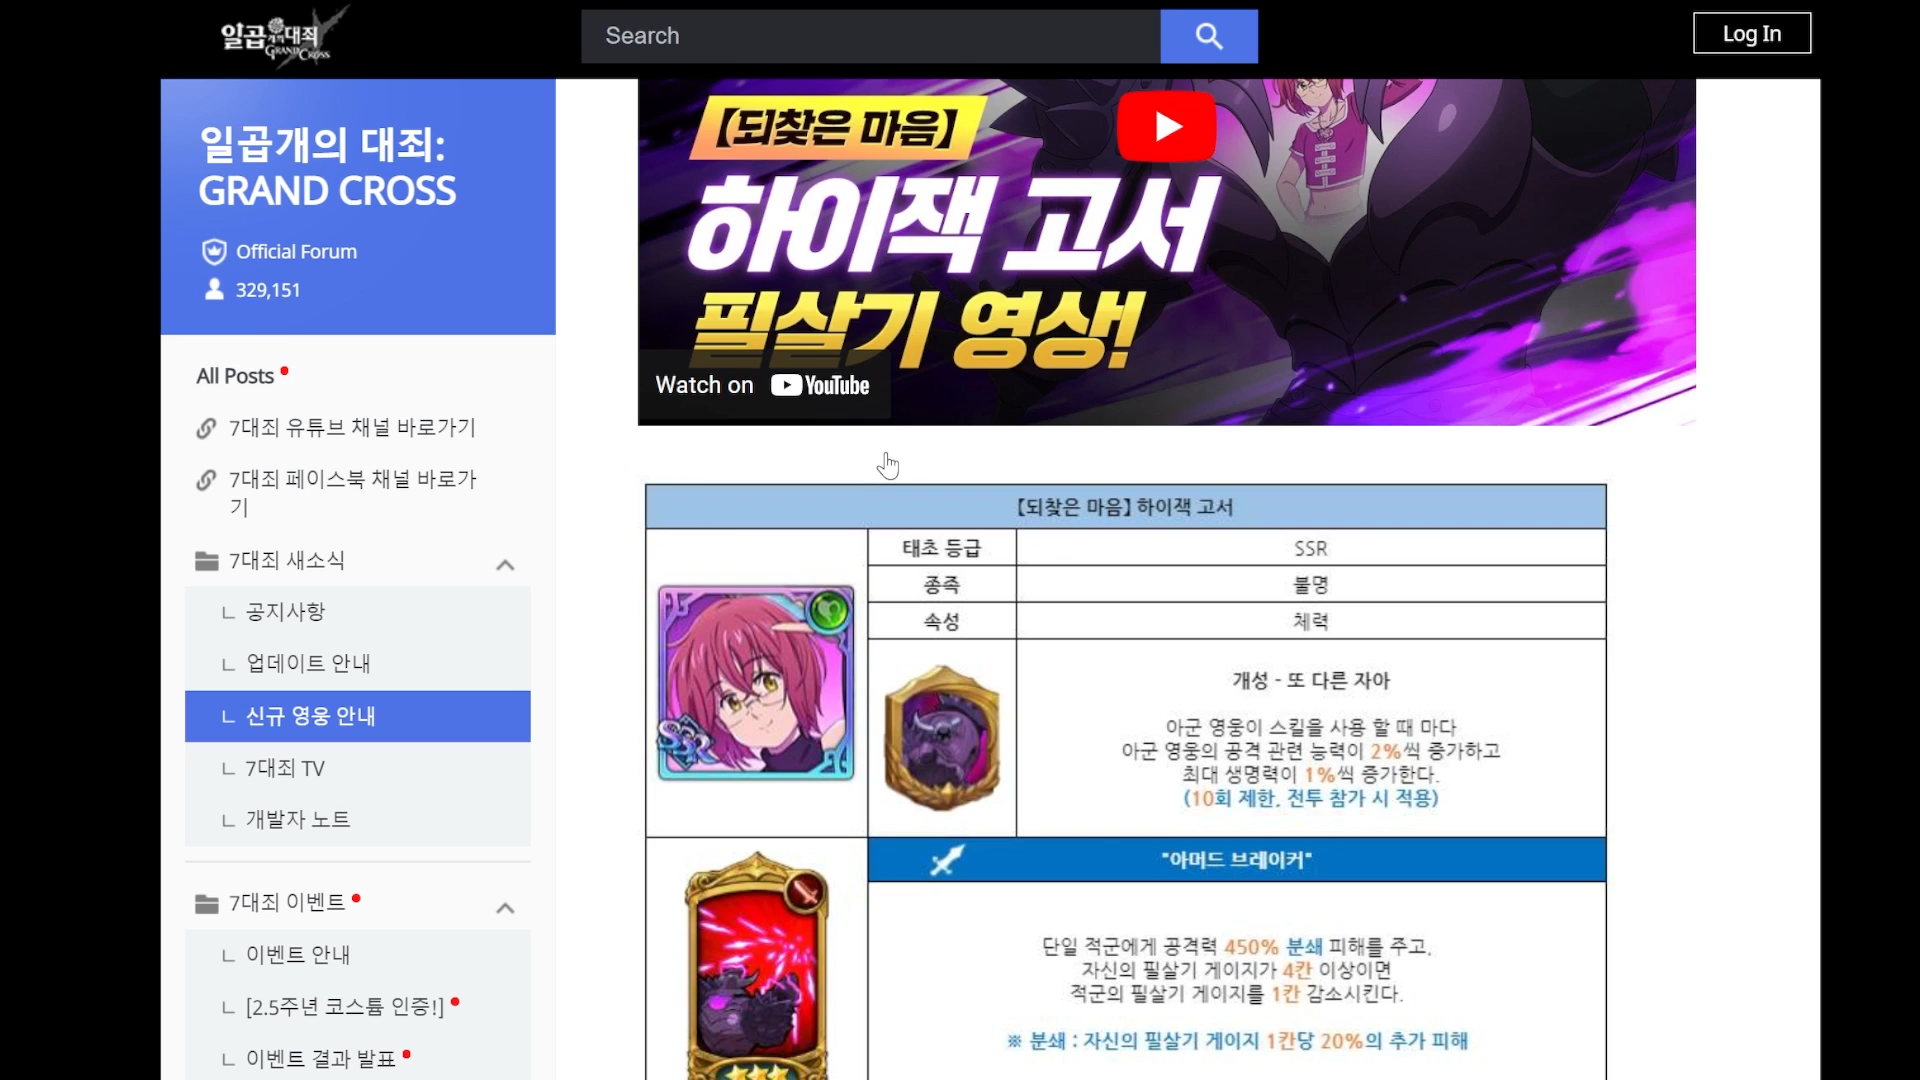 일곱개의대죄
GRAND CROSS
Search
Log In
일곱개의 대죄:
GRAND CROSS
Official Forum
329,151
All Posts
7대죄 유튜브 채널 바로가기
7대죄 페이스북 채널 바로가
기
7대죄 새소식
ㄴ 공지사항
ㄴ 업데이트 안내
ㄴ 신규 영웅 안내
ㄴ 7대죄 TV
ㄴ 개발자 노트
7대죄 이벤트
ㄴ 이벤트 안내
ㄴ [2.5주년 코스튬 인증!]
ㄴ 이벤트 결과 발표
【되찾은 마음】
하이잭 고서
필살기 영상!
Watch on YouTube
【되찾은 마음】 하이잭 고서
태초 등급 SSR
종족 불명
속성 체력
SSR
개성 - 또 다른 자아
아군 영웅이 스킬을 사용 할 때 마다
아군 영웅의 공격 관련 능력이 2%씩 증가하고
최대 생명력이 1%씩 증가한다.
(10회 제한, 전투 참가 시 적용)
"아머드 브레이커"
단일 적군에게 공격력 450% 분쇄 피해를 주고,
자신의 필살기 게이지가 4칸 이상이면
적군의 필살기 게이지를 1칸 감소시킨다.
※ 분쇄 : 자신의 필살기 게이지 1칸당 20%의 추가 피해